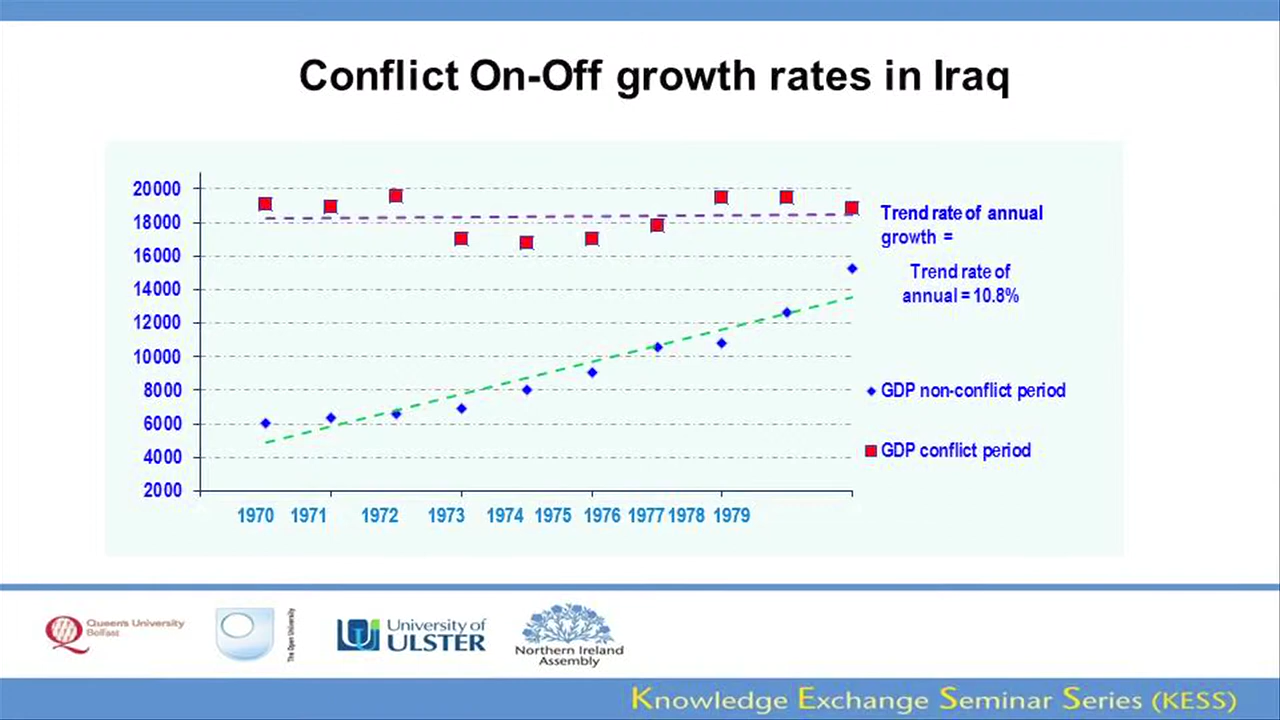 Conflict On-Off growth rates in Iraq
20000
18000
16000
14000
12000
10000
8000
6000
4000
2000
1970 1971 1972 1973 1974 1975 1976 1977 1978 1979
Trend rate of annual
growth =
Trend rate of
annual = 10.8%
GDP non-conflict period
GDP conflict period
Queen's University
Belfast
The Open University
University of
ULSTER
Northern Ireland
Assembly
Knowledge Exchange Seminar Series (KESS)